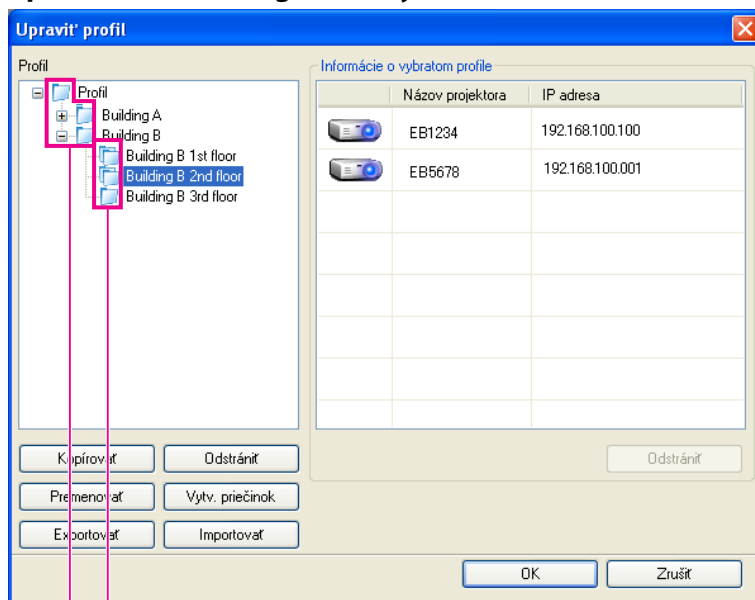 Upraviť profil
Profil
Informácie o vybratom profile
Profil
Building A
Building B
Building B 1st floor
Building B 2nd floor
Building B 3rd floor
Názov projektora IP adresa
EB1234 192.168.100.100
EB5678 192.168.100.001
Kopírovať Odstrániť
Premenovať Vytv. priečinok
Exportovať Importovať
Odstrániť
OK Zrušiť